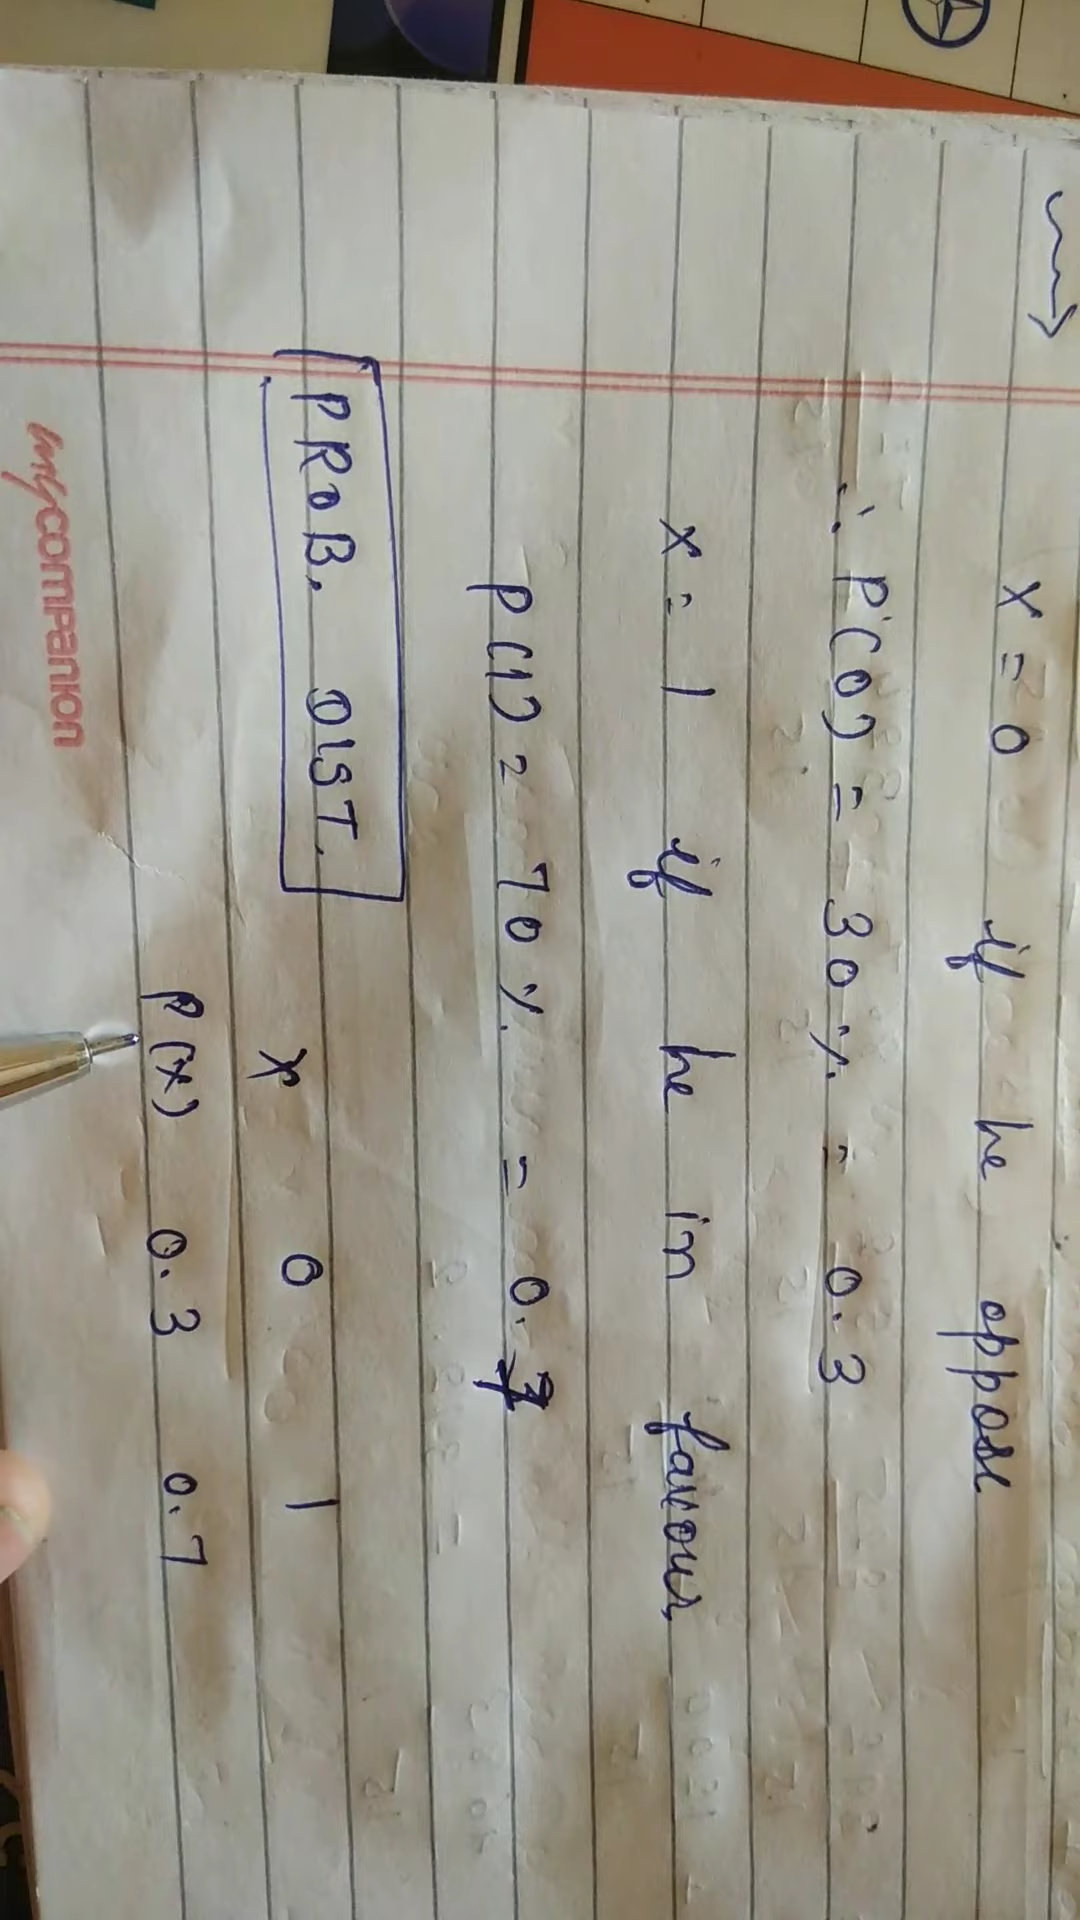 x = 0 if he oppose
∴ P(0) = 30% = 0.3
x = 1 if he in favour
P(1) = 70% = 0.7
PROB. DIST.
X 0 1
P(X) 0.3 0.7
mycompanion